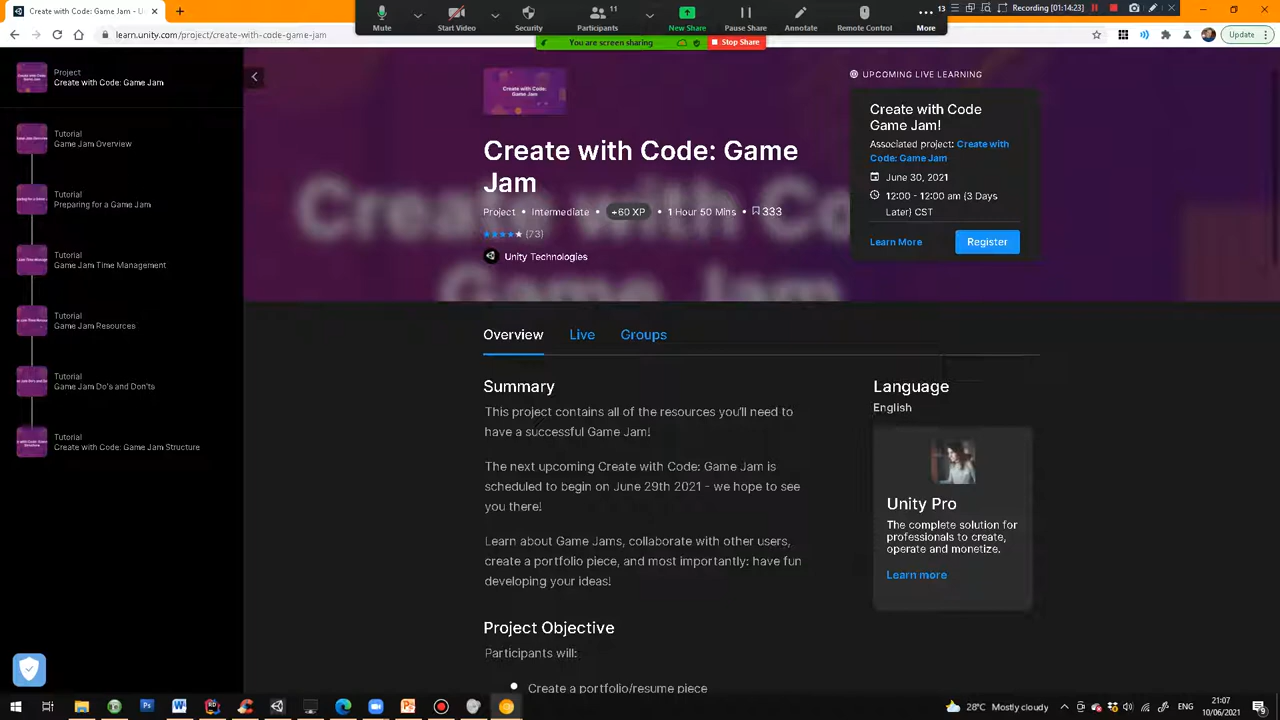 Create with Code: Game Jam - U
learn.unity.com/project/create-with-code-game-jam
Mute
Start Video
Security
11
Participants
New Share
Pause Share
Annotate
Remote Control
More
13
Recording |01:14:23
You are screen sharing
Stop Share
Update
Project
Create with Code: Game Jam
Tutorial
Game Jam Overview
Tutorial
Preparing for a Game Jam
Tutorial
Game Jam Time Management
Tutorial
Game Jam Resources
Tutorial
Game Jam Do's and Don'ts
Tutorial
Create with Code: Game Jam Structure
Create with Code: Game Jam
Create with Code: Game
Jam
Project • Intermediate • +60 XP • 1 Hour 50 Mins • 333
(73)
Unity Technologies
UPCOMING LIVE LEARNING
Create with Code
Game Jam!
Associated project: Create with
Code: Game Jam
June 30, 2021
12:00 - 12:00 am (3 Days
Later) CST
Learn More
Register
Overview
Live
Groups
Summary
This project contains all of the resources you'll need to
have a successful Game Jam!
The next upcoming Create with Code: Game Jam is
scheduled to begin on June 29th 2021 - we hope to see
you there!
Learn about Game Jams, collaborate with other users,
create a portfolio piece, and most importantly: have fun
developing your ideas!
Project Objective
Participants will:
Create a portfolio/resume piece
Language
English
Unity Pro
The complete solution for
professionals to create,
operate and monetize.
Learn more
28°C Mostly cloudy
ENG
21:07
10/06/2021